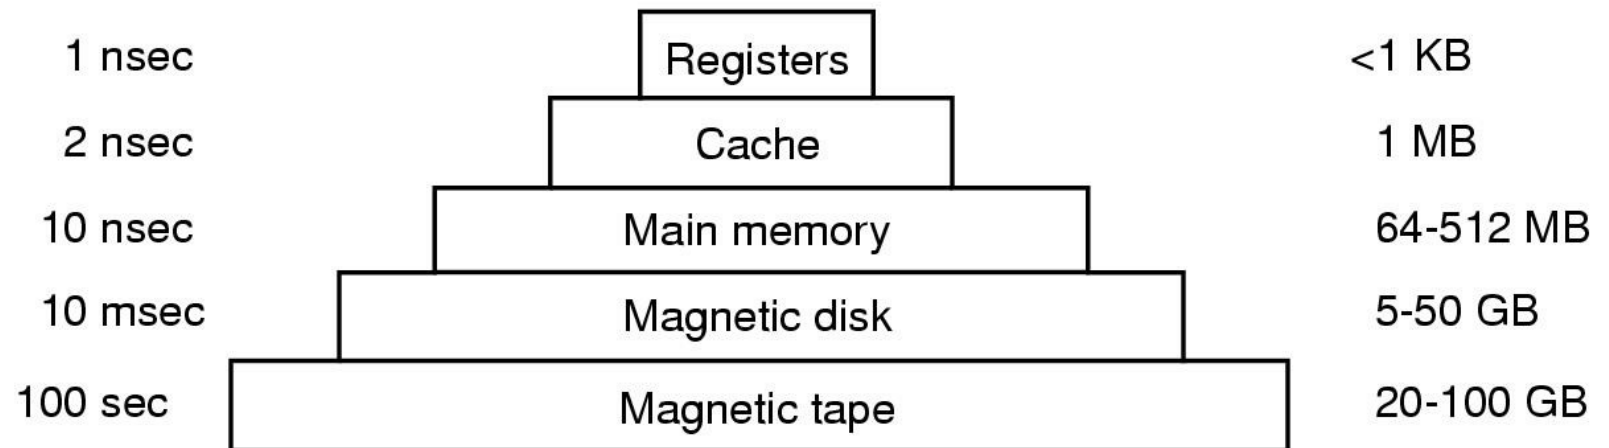 1 nsec Registers <1 KB
2 nsec Cache 1 MB
10 nsec Main memory 64-512 MB
10 msec Magnetic disk 5-50 GB
100 sec Magnetic tape 20-100 GB